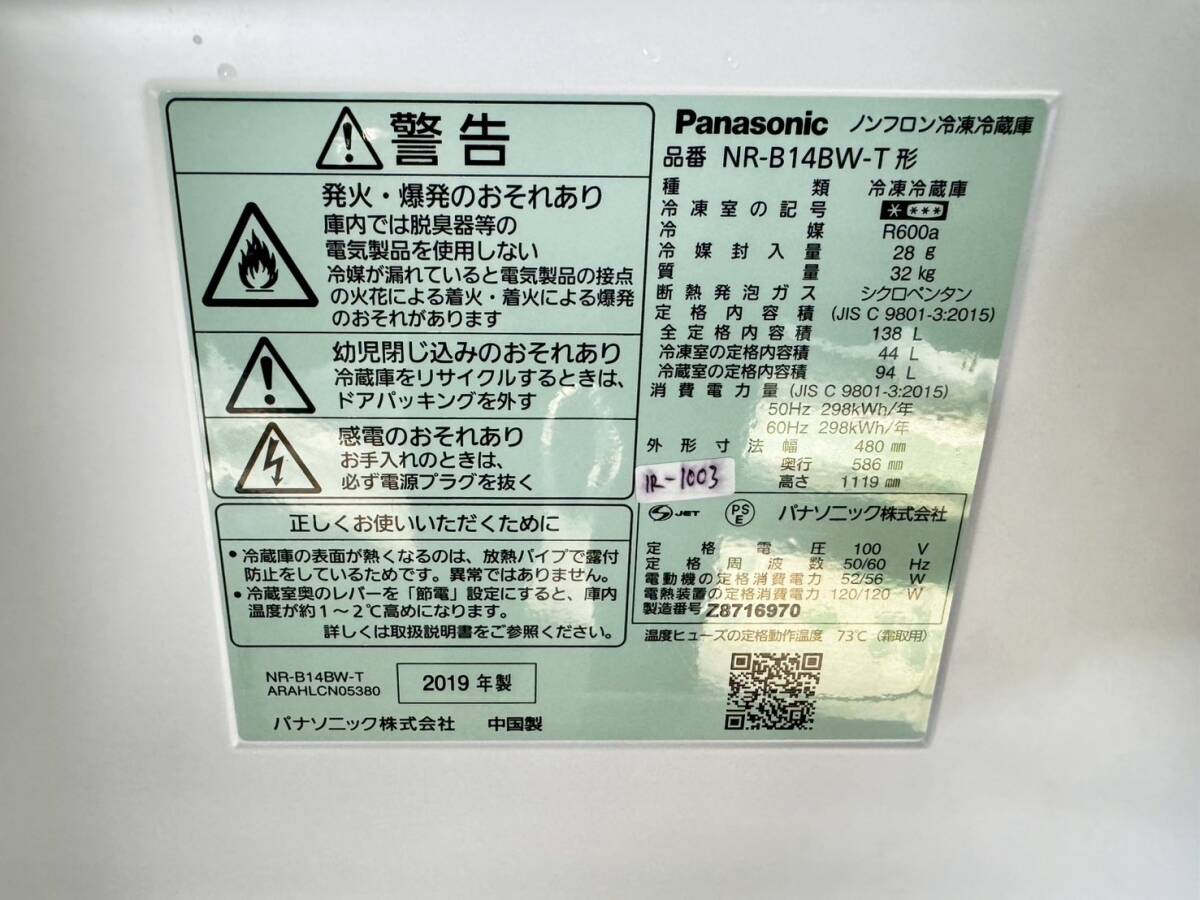 警告
発火・爆発のおそれあり
庫内では脱臭器等の
電気製品を使用しない
冷媒が漏れていると電気製品の接点
の火花による着火・着火による爆発
のおそれがあります
幼児閉じ込みのおそれあり
冷蔵庫をリサイクルするときは、
ドアパッキングを外す
感電のおそれあり
お手入れのときは、
必ず電源プラグを抜く
正しくお使いいただくために
・冷蔵庫の表面が熱くなるのは、放熱パイプで露付
防止をしているためです。異常ではありません。
・冷蔵室奥のレバーを「節電」設定にすると、庫内
温度が約1～2℃高めになります。
詳しくは取扱説明書をご参照ください。
NR-B14BW-T
ARAHLCN05380
2019 年製
パナソニック株式会社 中国製
Panasonic ノンフロン冷凍冷蔵庫
品番 NR-B14BW-T 形
種類 冷凍冷蔵庫
冷凍室の記号 * ***
冷媒 R600a
冷媒封入量 28 g
質量 32 kg
断熱発泡ガス シクロペンタン
定格内容積 (JIS C 9801-3:2015)
全定格内容積 138 L
冷凍室の定格内容積 44 L
冷蔵室の定格内容積 94 L
消費電力量 (JIS C 9801-3:2015)
50Hz 298kWh/年
60Hz 298kWh/年
外形寸法 幅 480 mm
奥行 586 mm
高さ 1119 mm
IR-1003
S JET PSE パナソニック株式会社
定格電圧 100 V
定格周波数 50/60 Hz
電動機の定格消費電力 52/56 W
電熱装置の定格消費電力 120/120 W
製造番号 Z8716970
温度ヒューズの定格動作温度 73℃（霜取用）